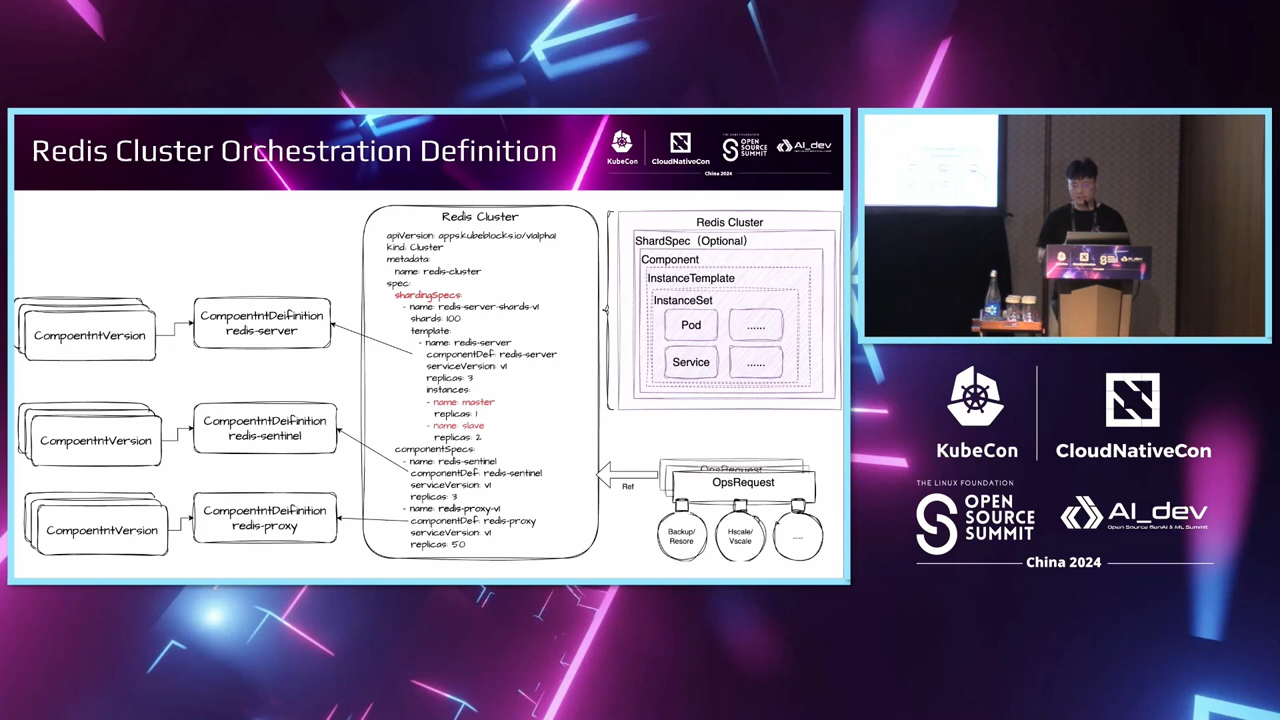 Redis Cluster Orchestration Definition
KubeCon
CloudNativeCon
THE LINUX FOUNDATION
OPEN
SOURCE
SUMMIT
AI_dev
China 2024
CompoentntVersion
CompoentntDeifinition
redis-server
CompoentntVersion
CompoentntDeifinition
redis-sentinel
CompoentntVersion
CompoentntDeifinition
redis-proxy
Redis Cluster
apiVersion: apps.kubeblocks.io/v1alpha1
kind: Cluster
metadata:
name: redis-cluster
spec:
shardingSpecs:
- name: redis-server-shards-v1
shards: 100
template:
- name: redis-server
componentDef: redis-server
serviceVersion: v1
replicas: 3
instances:
- name: master
replicas: 1
- name: slave
replicas: 2
componentSpecs:
- name: redis-sentinel
componentDef: redis-sentinel
serviceVersion: v1
replicas: 3
- name: redis-proxy-v1
componentDef: redis-proxy
serviceVersion: v1
replicas: 50
Redis Cluster
ShardSpec (Optional)
Component
InstanceTemplate
InstanceSet
Pod
......
Service
......
Ref
OpsRequest
OpsRequest
Backup/
Resore
Hscale/
Vscale
......
KubeCon
CloudNativeCon
THE LINUX FOUNDATION
OPEN
SOURCE
SUMMIT
AI_dev
Open Source GenAI & ML Summit
China 2024